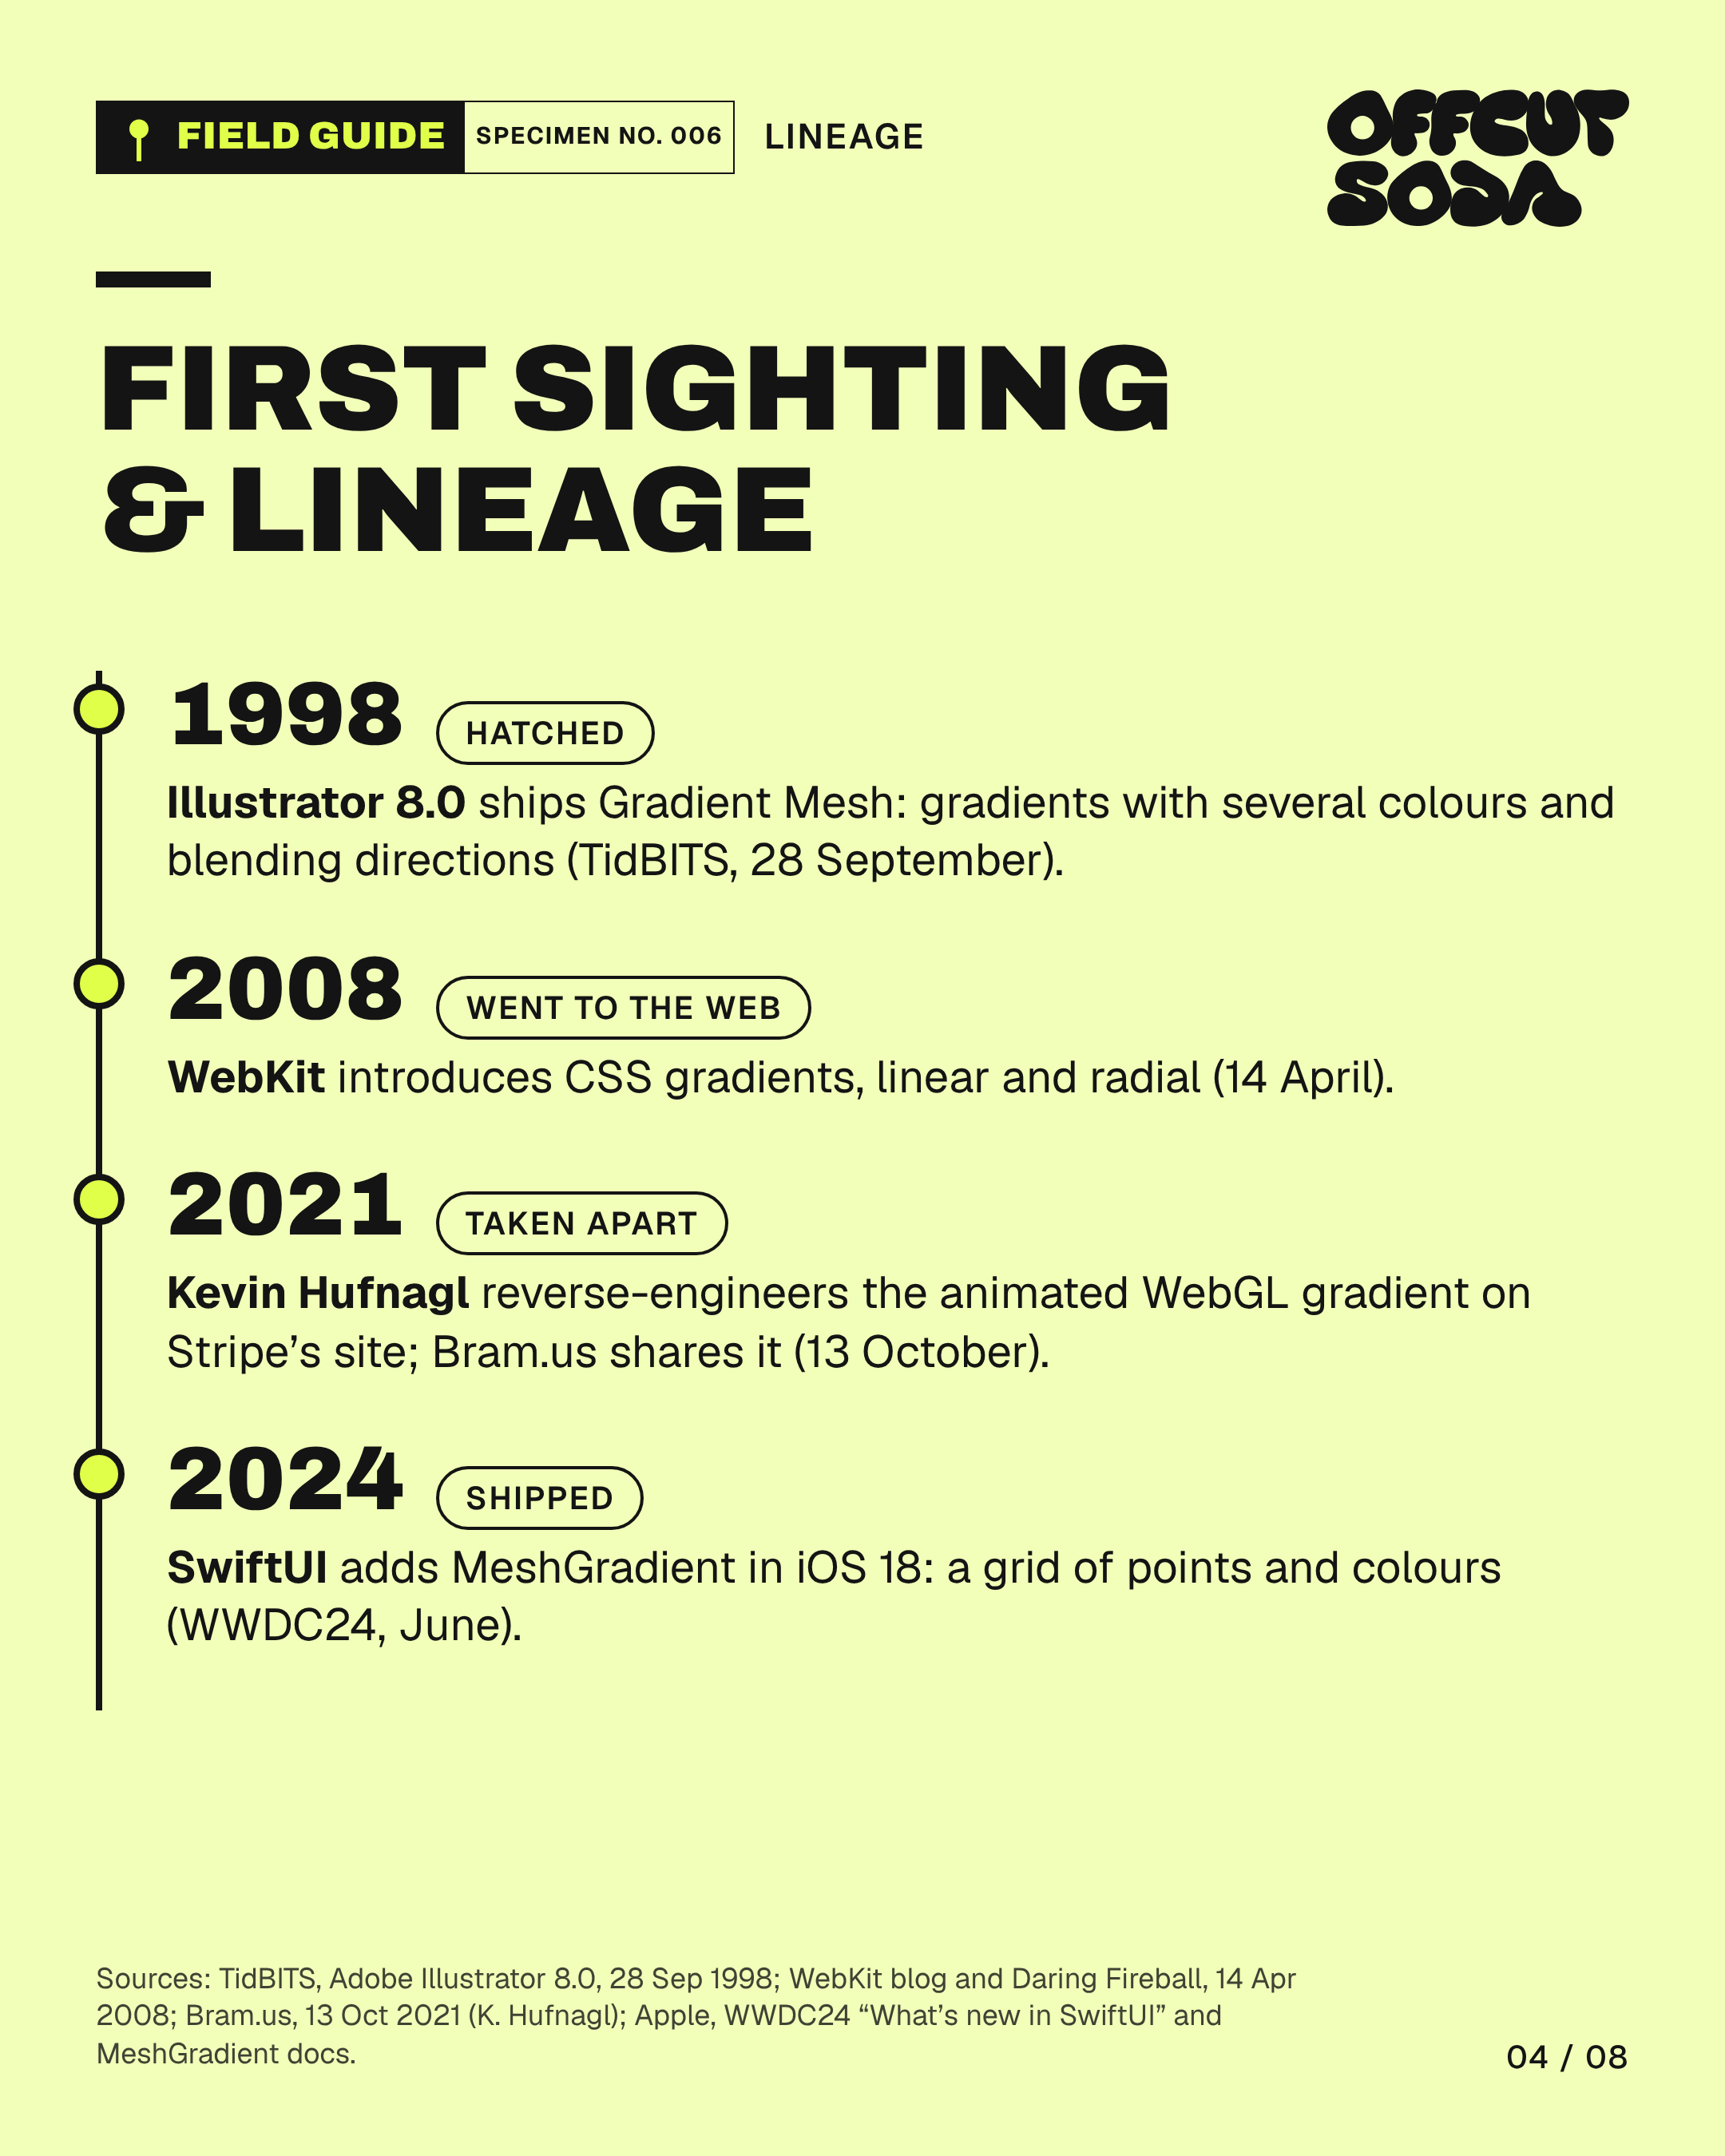 FIELD GUIDE SPECIMEN NO. 006 LINEAGE
OFFCUT
SODA
FIRST SIGHTING
& LINEAGE
1998 HATCHED
Illustrator 8.0 ships Gradient Mesh: gradients with several colours and
blending directions (TidBITS, 28 September).
2008 WENT TO THE WEB
WebKit introduces CSS gradients, linear and radial (14 April).
2021 TAKEN APART
Kevin Hufnagl reverse-engineers the animated WebGL gradient on
Stripe’s site; Bram.us shares it (13 October).
2024 SHIPPED
SwiftUI adds MeshGradient in iOS 18: a grid of points and colours
(WWDC24, June).
Sources: TidBITS, Adobe Illustrator 8.0, 28 Sep 1998; WebKit blog and Daring Fireball, 14 Apr
2008; Bram.us, 13 Oct 2021 (K. Hufnagl); Apple, WWDC24 “What’s new in SwiftUI” and
MeshGradient docs.
04 / 08